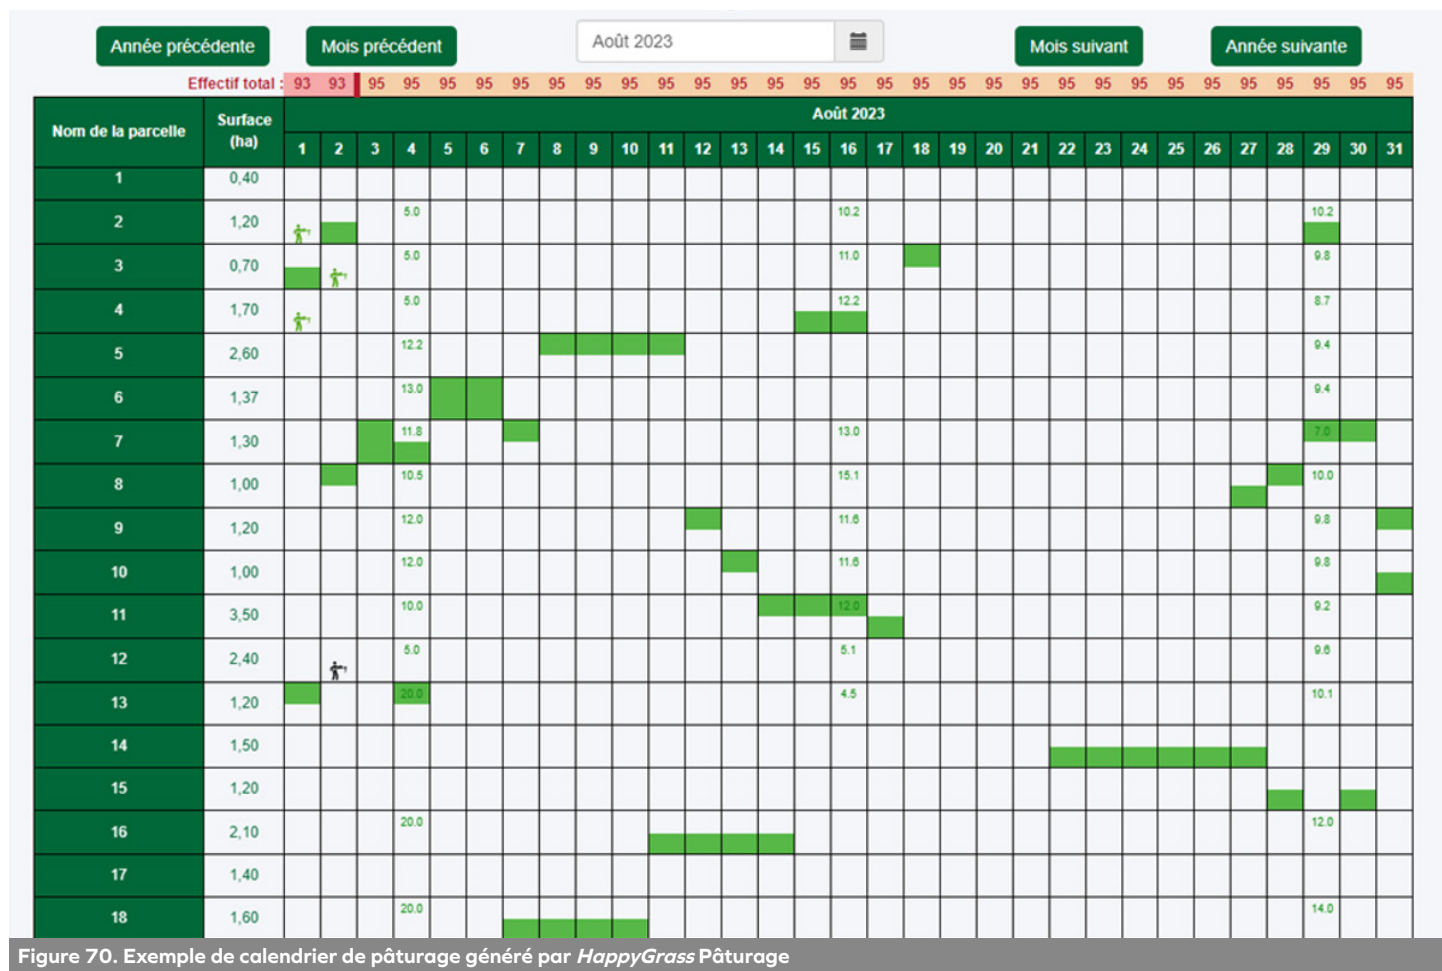 Année précédente Mois précédent Août 2023 Mois suivant Année suivante
Effectif total : 93 93 95 95 95 95 95 95 95 95 95 95 95 95 95 95 95 95 95 95 95 95 95 95 95 95 95 95 95 95 95
Nom de la parcelle Surface (ha) Août 2023
1 2 3 4 5 6 7 8 9 10 11 12 13 14 15 16 17 18 19 20 21 22 23 24 25 26 27 28 29 30 31
1 0,40
2 1,20 5.0 10.2 10.2
3 0,70 5.0 11.0 9.8
4 1,70 5.0 12.2 8.7
5 2,60 12.2 9.4
6 1,37 13.0 9.4
7 1,30 11.8 13.0 7.0
8 1,00 10.5 15.1 10.0
9 1,20 12.0 11.6 9.8
10 1,00 12.0 11.6 9.8
11 3,50 10.0 12.0 9.2
12 2,40 5.0 5.1 9.6
13 1,20 20.0 4.5 10.1
14 1,50
15 1,20
16 2,10 20.0 12.0
17 1,40
18 1,60 20.0 14.0
Figure 70. Exemple de calendrier de pâturage généré par HappyGrass Pâturage